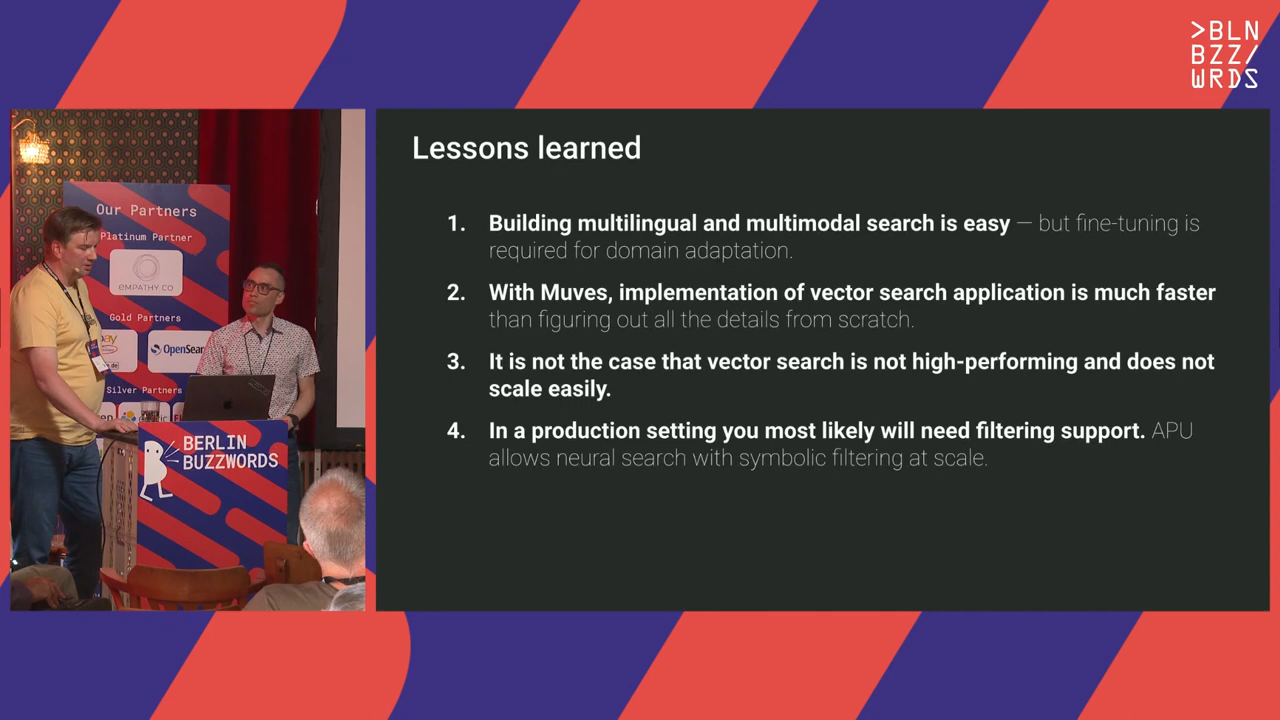 >BLN
BZZ/
WRDS
Our Partners
Platinum Partner
EMPATHY CO
Gold Partners
OpenSear
Silver Partners
BERLIN
BUZZWORDS
Lessons learned
1. Building multilingual and multimodal search is easy — but fine-tuning is
required for domain adaptation.
2. With Muves, implementation of vector search application is much faster
than figuring out all the details from scratch.
3. It is not the case that vector search is not high-performing and does not
scale easily.
4. In a production setting you most likely will need filtering support. APU
allows neural search with symbolic filtering at scale.